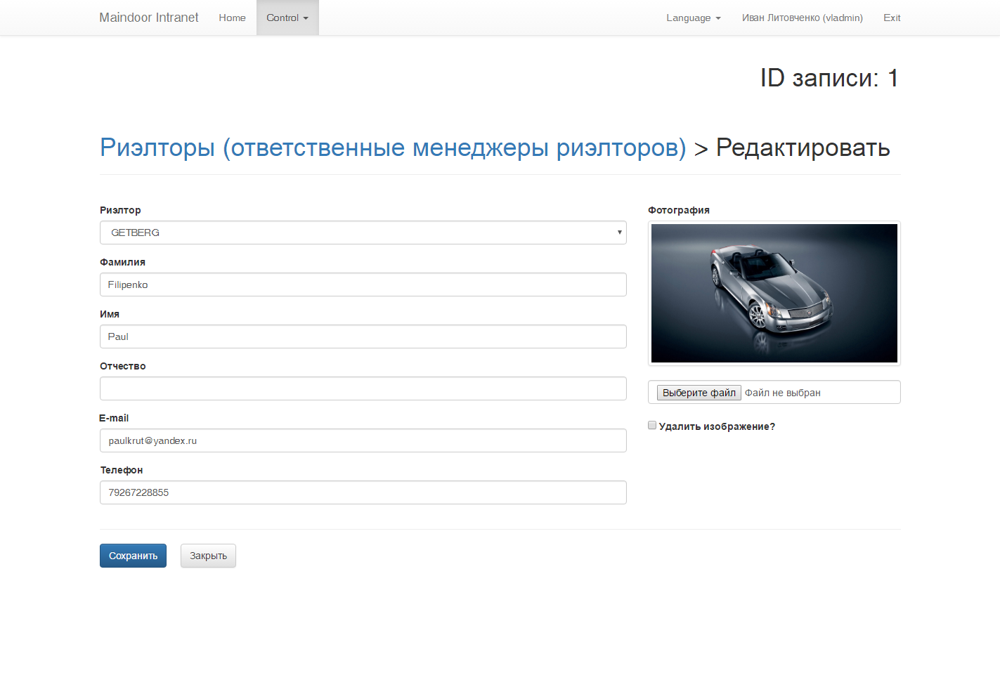 Maindoor Intranet Home Control Language Иван Литовченко (vladmin) Exit
ID записи: 1
Риэлторы (ответственные менеджеры риэлторов) > Редактировать
Риэлтор
GETBERG
Фамилия
Filipenko
Имя
Paul
Отчество
E-mail
paulkrut@yandex.ru
Телефон
79267228855
Фотография
Выберите файл Файл не выбран
Удалить изображение?
Сохранить Закрыть